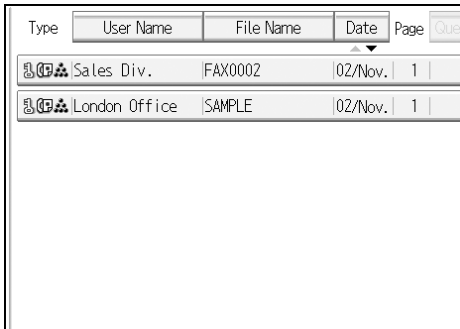 Type User Name File Name Date Page Que
Sales Div. FAX0002 02/Nov. 1
London Office SAMPLE 02/Nov. 1